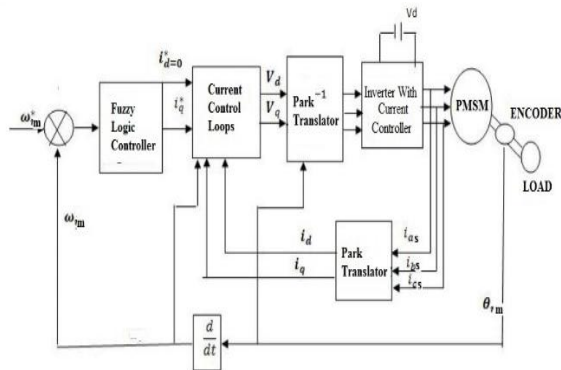 Vd
i*d=0
i*q
Vd
Vq
ω*rm
Fuzzy
Logic
Controller
Current
Control
Loops
Park⁻¹
Translator
Inverter With
Current
Controller
PMSM
ENCODER
LOAD
ωrm
id
iq
Park
Translator
ias
ibs
ics
θrm
d
dt